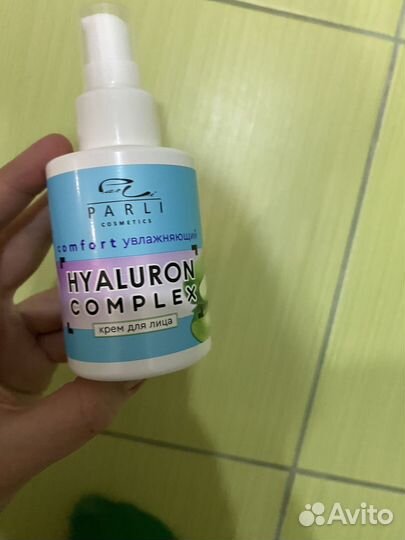 PARLI
COSMETICS
comfort увлажняющий
HYALURON
COMPLEX
крем для лица
Avito